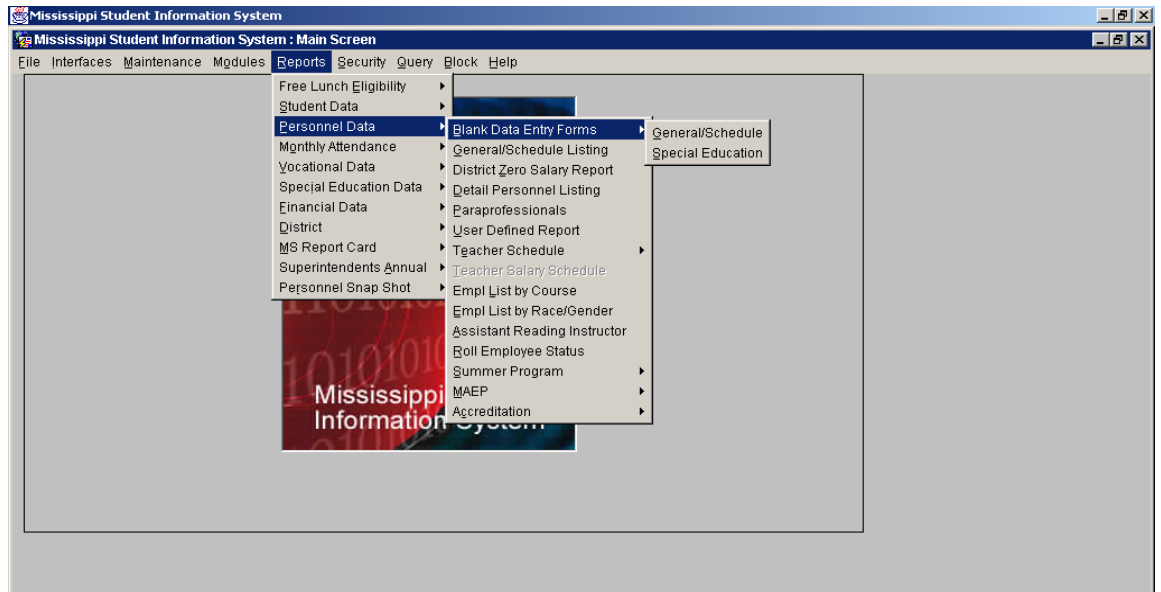 Mississippi Student Information System
Mississippi Student Information System : Main Screen
File Interfaces Maintenance Modules Reports Security Query Block Help
Free Lunch Eligibility
Student Data
Personnel Data
Monthly Attendance
Vocational Data
Special Education Data
Financial Data
District
MS Report Card
Superintendents Annual
Personnel Snap Shot
Blank Data Entry Forms
General/Schedule Listing
District Zero Salary Report
Detail Personnel Listing
Paraprofessionals
User Defined Report
Teacher Schedule
Teacher Salary Schedule
Empl List by Course
Empl List by Race/Gender
Assistant Reading Instructor
Roll Employee Status
Summer Program
MAEP
Accreditation
General/Schedule
Special Education
Mississippi
Information System